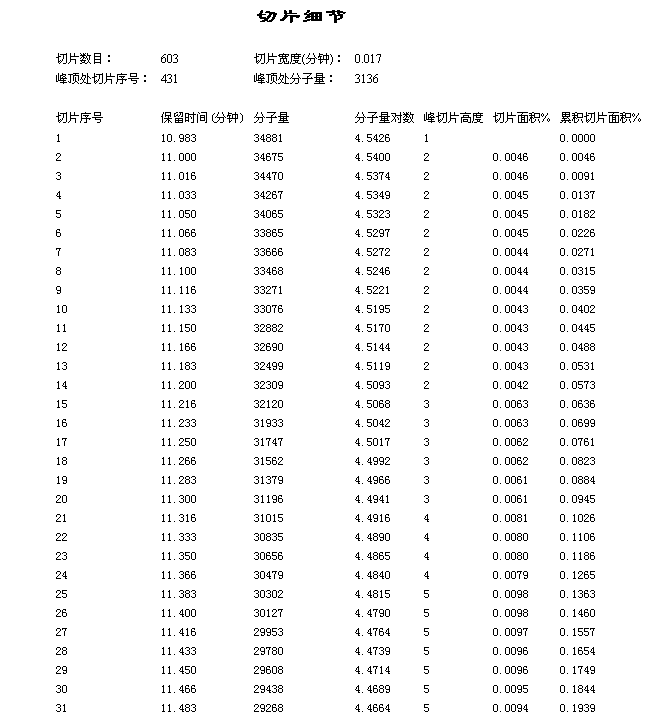 切片细节
切片数目： 603 切片宽度(分钟)： 0.017
峰顶处切片序号： 431 峰顶处分子量： 3136
切片序号 保留时间(分钟) 分子量 分子量对数 峰切片高度 切片面积% 累积切片面积%
1 10.983 34881 4.5426 1 0.0000
2 11.000 34675 4.5400 2 0.0046 0.0046
3 11.016 34470 4.5374 2 0.0046 0.0091
4 11.033 34267 4.5349 2 0.0045 0.0137
5 11.050 34065 4.5323 2 0.0045 0.0182
6 11.066 33865 4.5297 2 0.0045 0.0226
7 11.083 33666 4.5272 2 0.0044 0.0271
8 11.100 33468 4.5246 2 0.0044 0.0315
9 11.116 33271 4.5221 2 0.0044 0.0359
10 11.133 33076 4.5195 2 0.0043 0.0402
11 11.150 32882 4.5170 2 0.0043 0.0445
12 11.166 32690 4.5144 2 0.0043 0.0488
13 11.183 32499 4.5119 2 0.0043 0.0531
14 11.200 32309 4.5093 2 0.0042 0.0573
15 11.216 32120 4.5068 3 0.0063 0.0636
16 11.233 31933 4.5042 3 0.0063 0.0699
17 11.250 31747 4.5017 3 0.0062 0.0761
18 11.266 31562 4.4992 3 0.0062 0.0823
19 11.283 31379 4.4966 3 0.0061 0.0884
20 11.300 31196 4.4941 3 0.0061 0.0945
21 11.316 31015 4.4916 4 0.0081 0.1026
22 11.333 30835 4.4890 4 0.0080 0.1106
23 11.350 30656 4.4865 4 0.0080 0.1186
24 11.366 30479 4.4840 4 0.0079 0.1265
25 11.383 30302 4.4815 5 0.0098 0.1363
26 11.400 30127 4.4790 5 0.0098 0.1460
27 11.416 29953 4.4764 5 0.0097 0.1557
28 11.433 29780 4.4739 5 0.0096 0.1654
29 11.450 29608 4.4714 5 0.0096 0.1749
30 11.466 29438 4.4689 5 0.0095 0.1844
31 11.483 29268 4.4664 5 0.0094 0.1939